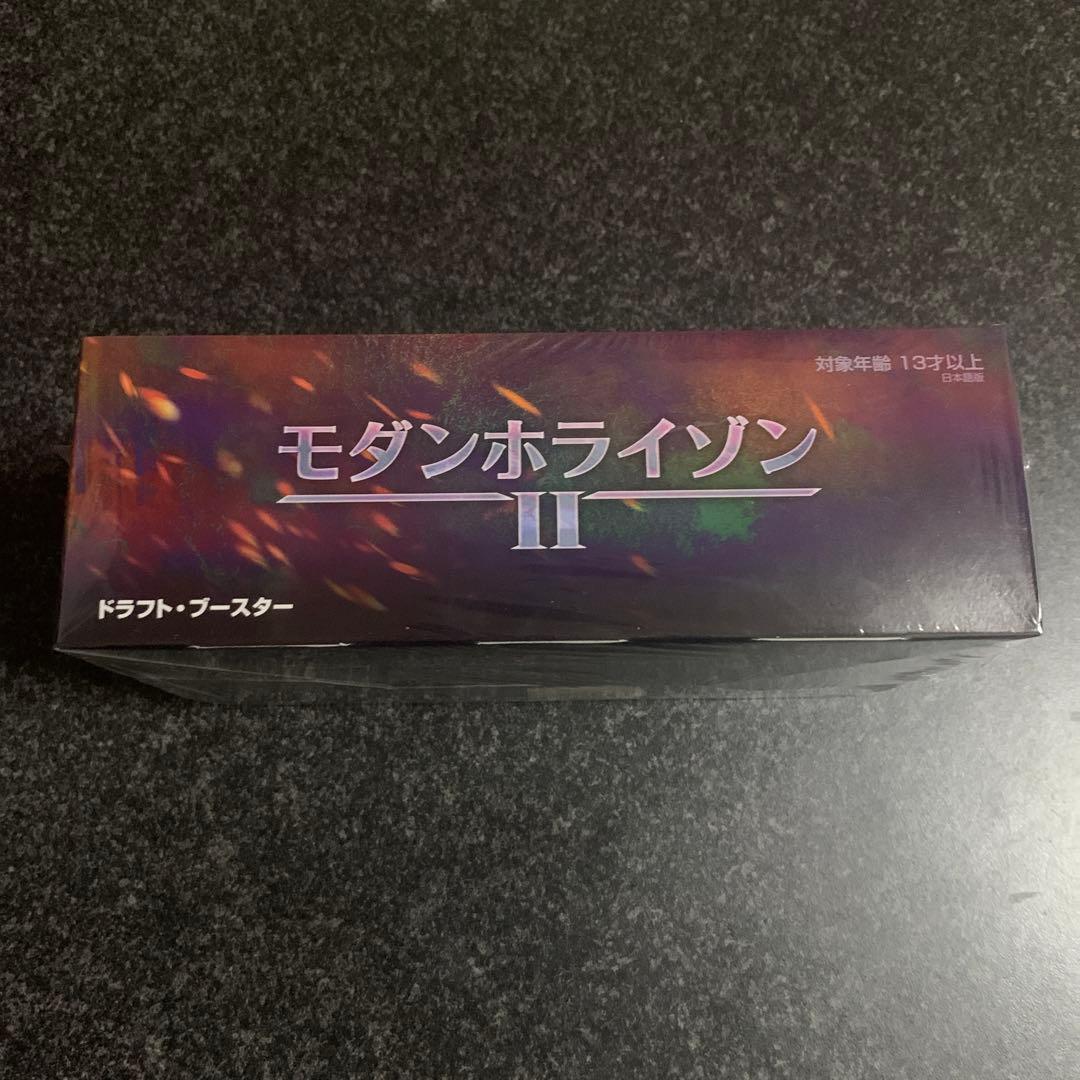 対象年齢 13才以上
日本語版
モダンホライゾン
II
ドラフト・ブースター